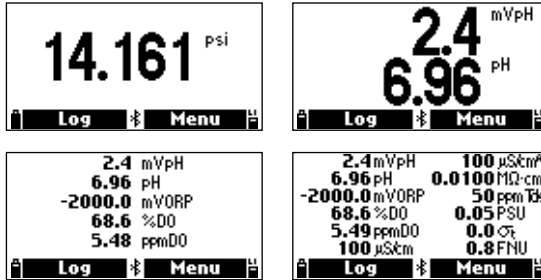 14.161 psi
Log Menu
2.4 mVpH
6.96 pH
Log Menu
2.4 mVpH
6.96 pH
-2000.0 mVORP
68.6 %DO
5.48 ppmDO
Log Menu
2.4 mVpH 100 µS/cmᴬ
6.96 pH 0.0100 MΩ·cm
-2000.0 mVORP 50 ppm Tds
68.6 %DO 0.05 PSU
5.49 ppmDO 0.0 σt
100 µS/cm 0.8 FNU
Log Menu